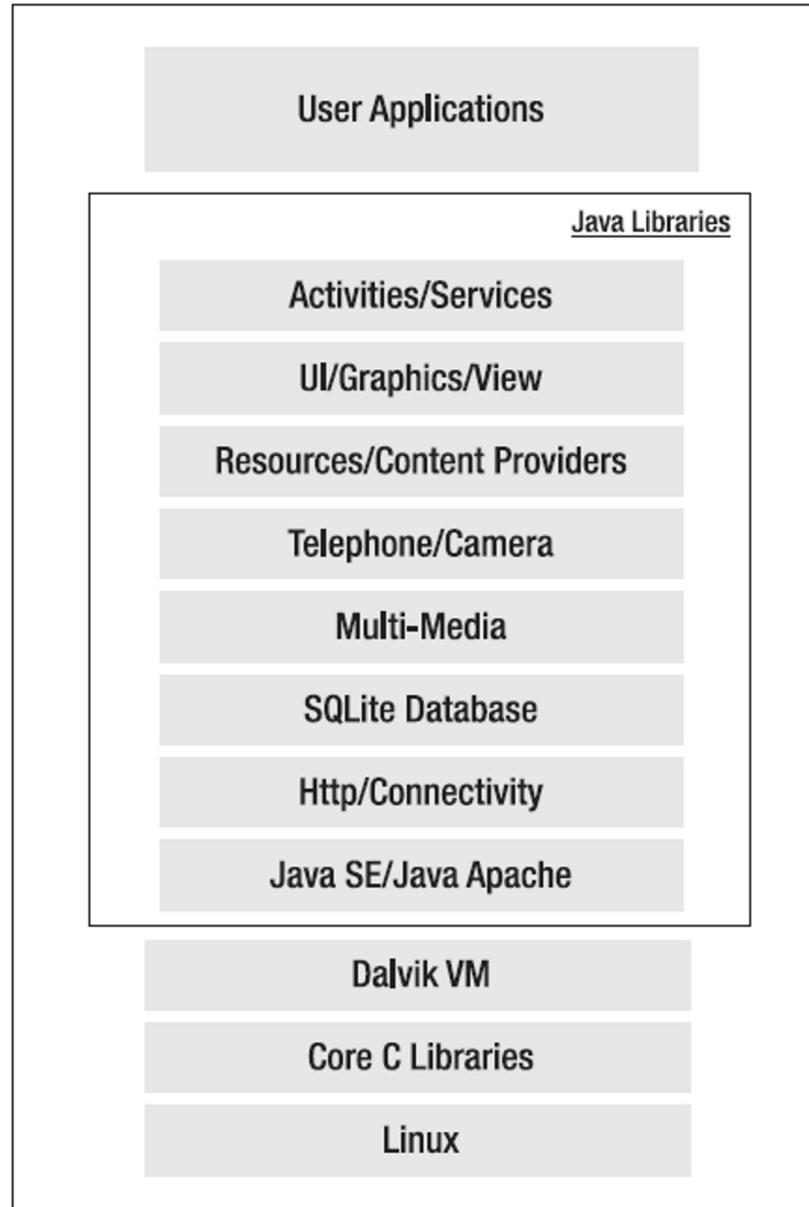 User Applications
Java Libraries
Activities/Services
UI/Graphics/View
Resources/Content Providers
Telephone/Camera
Multi-Media
SQLite Database
Http/Connectivity
Java SE/Java Apache
Dalvik VM
Core C Libraries
Linux